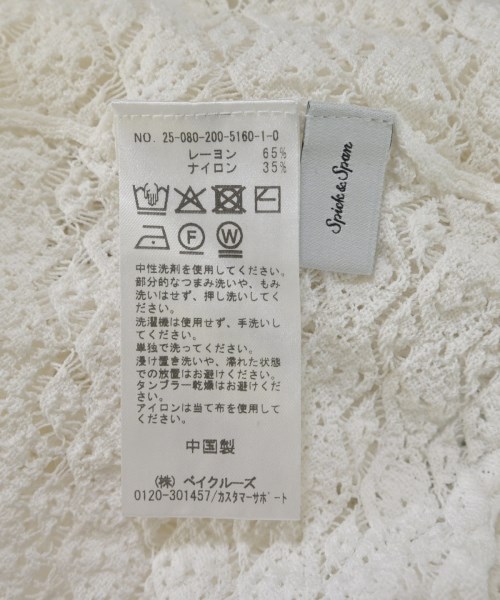 NO. 25-080-200-5160-1-0
レーヨン 65%
ナイロン 35%
F W
中性洗剤を使用してください。
部分的なつまみ洗いや、もみ
洗いはせず、押し洗いしてく
ださい。
洗濯機は使用せず、手洗いし
てください。
単独で洗ってください。
浸け置き洗いや、濡れた状態
での放置はお避けください。
タンブラー乾燥はお避けくだ
さい。
アイロンは当て布を使用して
ください。
中国製
(株) ベイクルーズ
0120-301457/カスタマーサポート
Spick & Span